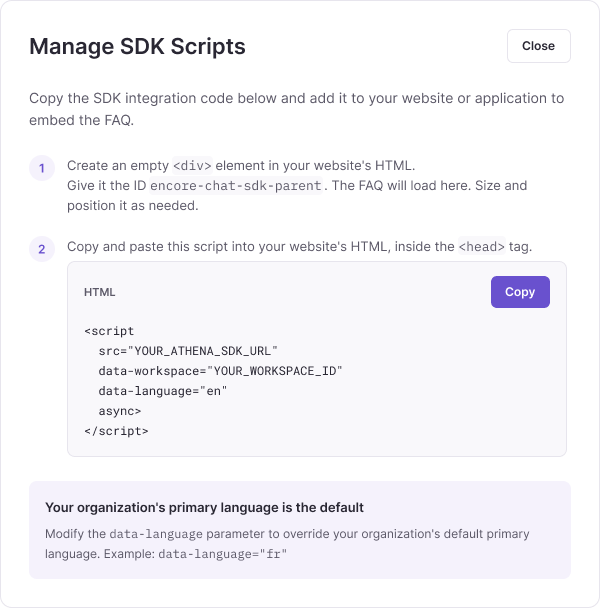 Manage SDK Scripts
Close
Copy the SDK integration code below and add it to your website or application to
embed the FAQ.
1
Create an empty <div> element in your website's HTML.
Give it the ID encore-chat-sdk-parent. The FAQ will load here. Size and
position it as needed.
2
Copy and paste this script into your website's HTML, inside the <head> tag.
HTML
Copy
<script
  src="YOUR_ATHENA_SDK_URL"
  data-workspace="YOUR_WORKSPACE_ID"
  data-language="en"
  async>
</script>
Your organization's primary language is the default
Modify the data-language parameter to override your organization's default primary
language. Example: data-language="fr"